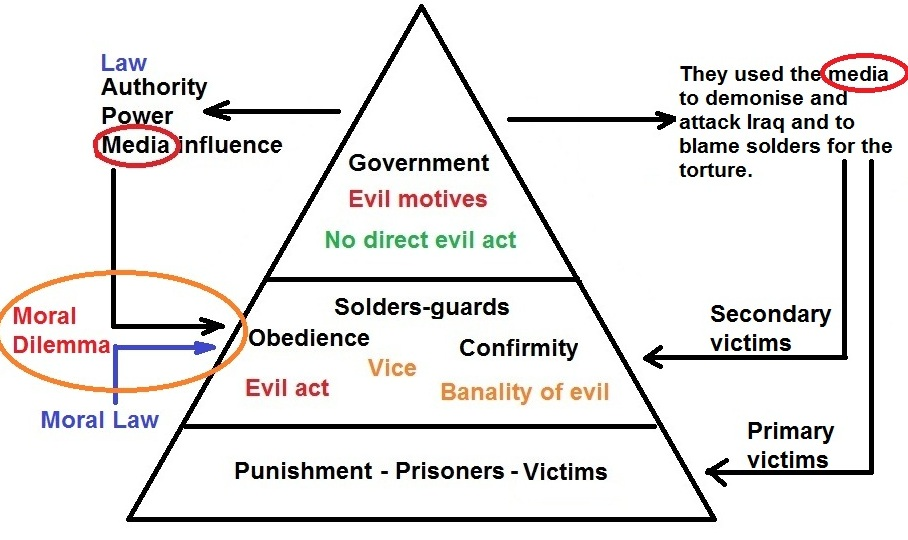 Law
Authority
Power
Media influence
They used the media
to demonise and
attack Iraq and to
blame solders for the
torture.
Government
Evil motives
No direct evil act
Moral
Dilemma
Moral Law
Solders-guards
Obedience
Confirmity
Vice
Evil act
Banality of evil
Secondary
victims
Primary
victims
Punishment - Prisoners - Victims